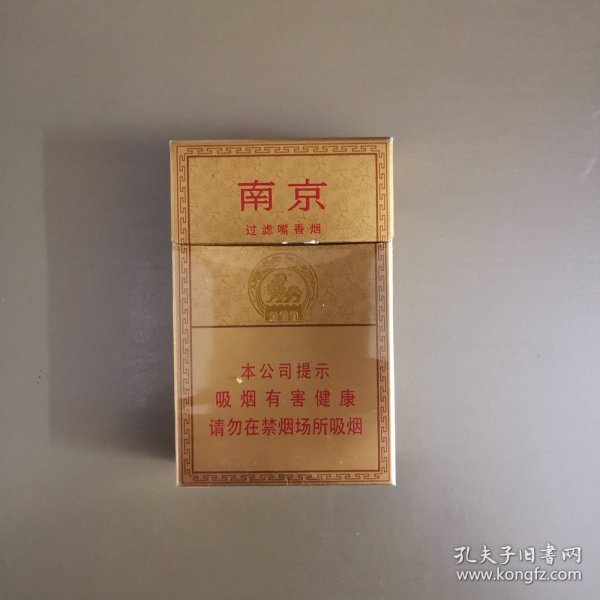 南京
过滤嘴香烟
本公司提示
吸烟有害健康
请勿在禁烟场所吸烟
孔夫子旧书网
www.kongfz.com